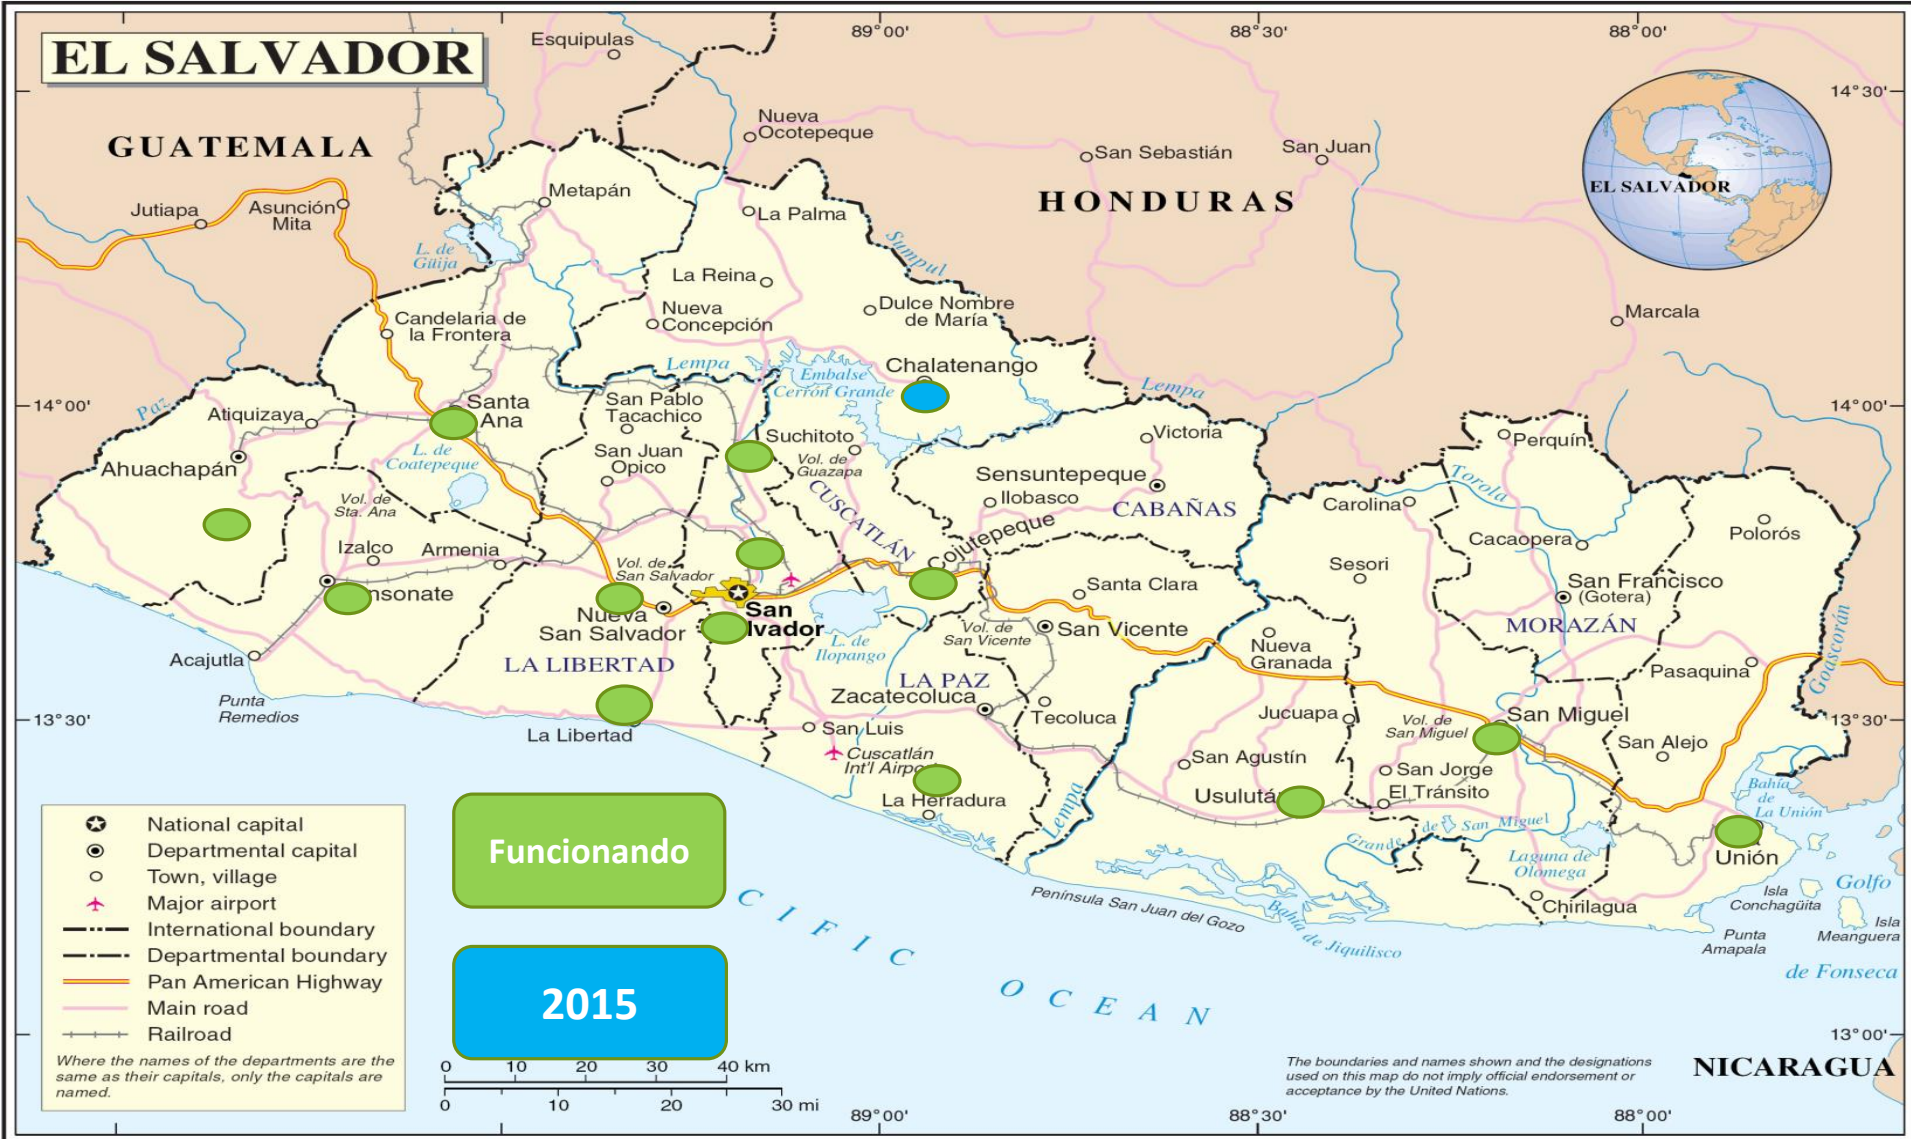 EL SALVADOR
Esquipulas
89°00'
88°30'
88°00'
14°30'
GUATEMALA
Nueva
Ocotepeque
San Sebastián
San Juan
HONDURAS
EL SALVADOR
Jutiapa
Asunción
Mita
Metapán
La Palma
L. de
Güija
Sumpul
La Reina
Nueva
Concepción
Dulce Nombre
de María
Marcala
Candelaria de
la Frontera
Lempa
Embalse
Cerrón Grande
Chalatenango
Lempa
14°00'
14°00'
Paz
Atiquizaya
Santa
Ana
San Pablo
Tacachico
Suchitoto
Victoria
Perquín
Ahuachapán
L. de
Coatepeque
San Juan
Opico
Vol. de
Guazapa
CUSCATLÁN
Sensuntepeque
Ilobasco
CABAÑAS
Carolina
Torola
Vol. de
Sta. Ana
Cojutepeque
Cacaopera
Polorós
Izalco
Armenia
Vol. de
San Salvador
Santa Clara
Sesori
San Francisco
(Gotera)
nsonate
Nueva
San Salvador
San
lvador
L. de
Ilopango
Vol. de
San Vicente
San Vicente
Nueva
Granada
MORAZÁN
Goascorán
Acajutla
LA LIBERTAD
LA PAZ
Zacatecoluca
Pasaquina
Punta
Remedios
13°30'
13°30'
La Libertad
San Luis
Tecoluca
Jucuapa
Vol. de
San Miguel
San Miguel
San Alejo
Cuscatlán
Int'l Airpor
San Agustín
San Jorge
El Tránsito
La Herradura
Lempa
Usulután
Grande de San Miguel
Bahía
de
La Unión
Laguna de
Olomega
Unión
Península San Juan del Gozo
Bahía de Jiquilisco
Chirilagua
Isla
Conchagüita
Golfo
Isla
Meanguera
Punta
Amapala
de Fonseca
National capital
Departmental capital
Town, village
Major airport
International boundary
Departmental boundary
Pan American Highway
Main road
Railroad
Where the names of the departments are the
same as their capitals, only the capitals are
named.
Funcionando
2015
CIFIC
OCEAN
0 10 20 30 40 km
0 10 20 30 mi
The boundaries and names shown and the designations
used on this map do not imply official endorsement or
acceptance by the United Nations.
13°00'
NICARAGUA
89°00'
88°30'
88°00'